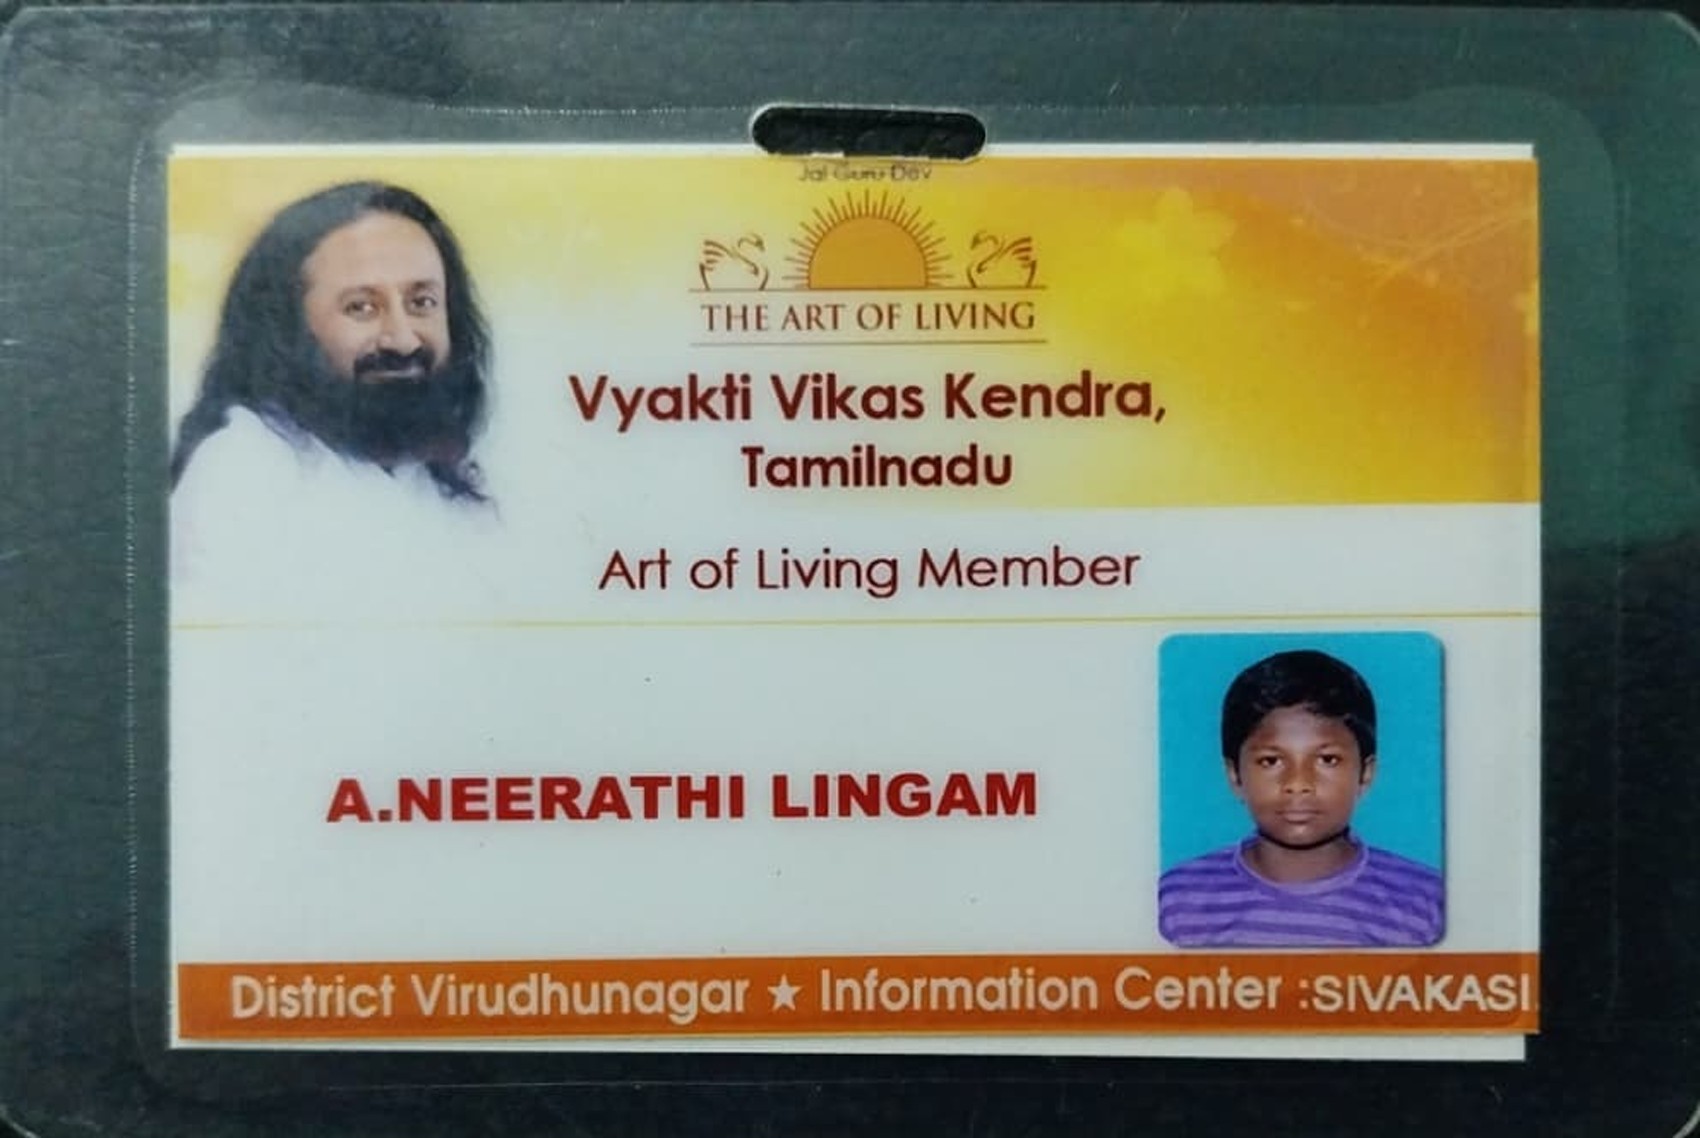 Jai Guru Dev
THE ART OF LIVING
Vyakti Vikas Kendra,
Tamilnadu
Art of Living Member
A.NEERATHI LINGAM
District Virudhunagar ★ Information Center :SIVAKASI.